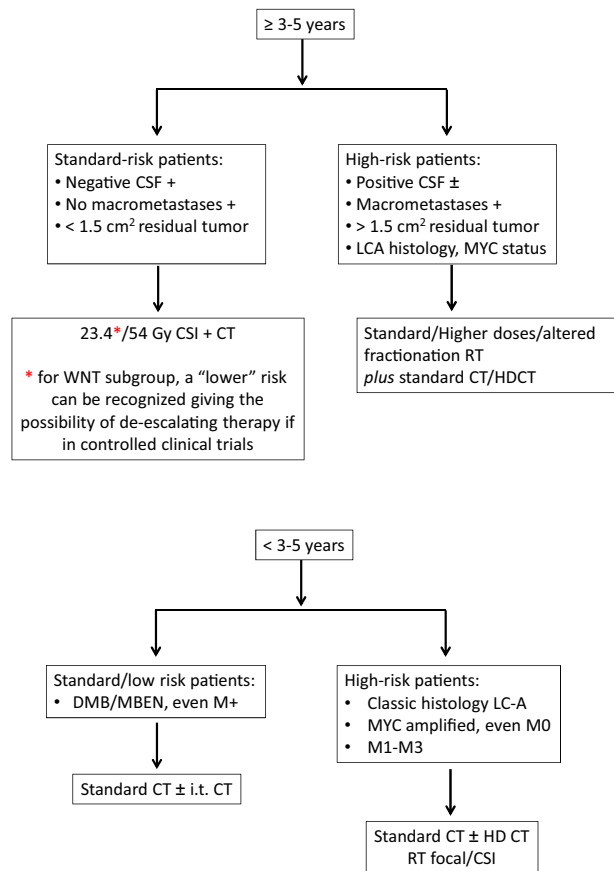 ≥ 3-5 years
Standard-risk patients:
• Negative CSF +
• No macrometastases +
• < 1.5 cm² residual tumor
High-risk patients:
• Positive CSF ±
• Macrometastases +
• > 1.5 cm² residual tumor
• LCA histology, MYC status
23.4*/54 Gy CSI + CT
* for WNT subgroup, a “lower” risk
can be recognized giving the
possibility of de-escalating therapy if
in controlled clinical trials
Standard/Higher doses/altered
fractionation RT
plus standard CT/HDCT
< 3-5 years
Standard/low risk patients:
• DMB/MBEN, even M+
High-risk patients:
• Classic histology LC-A
• MYC amplified, even M0
• M1-M3
Standard CT ± i.t. CT
Standard CT ± HD CT
RT focal/CSI